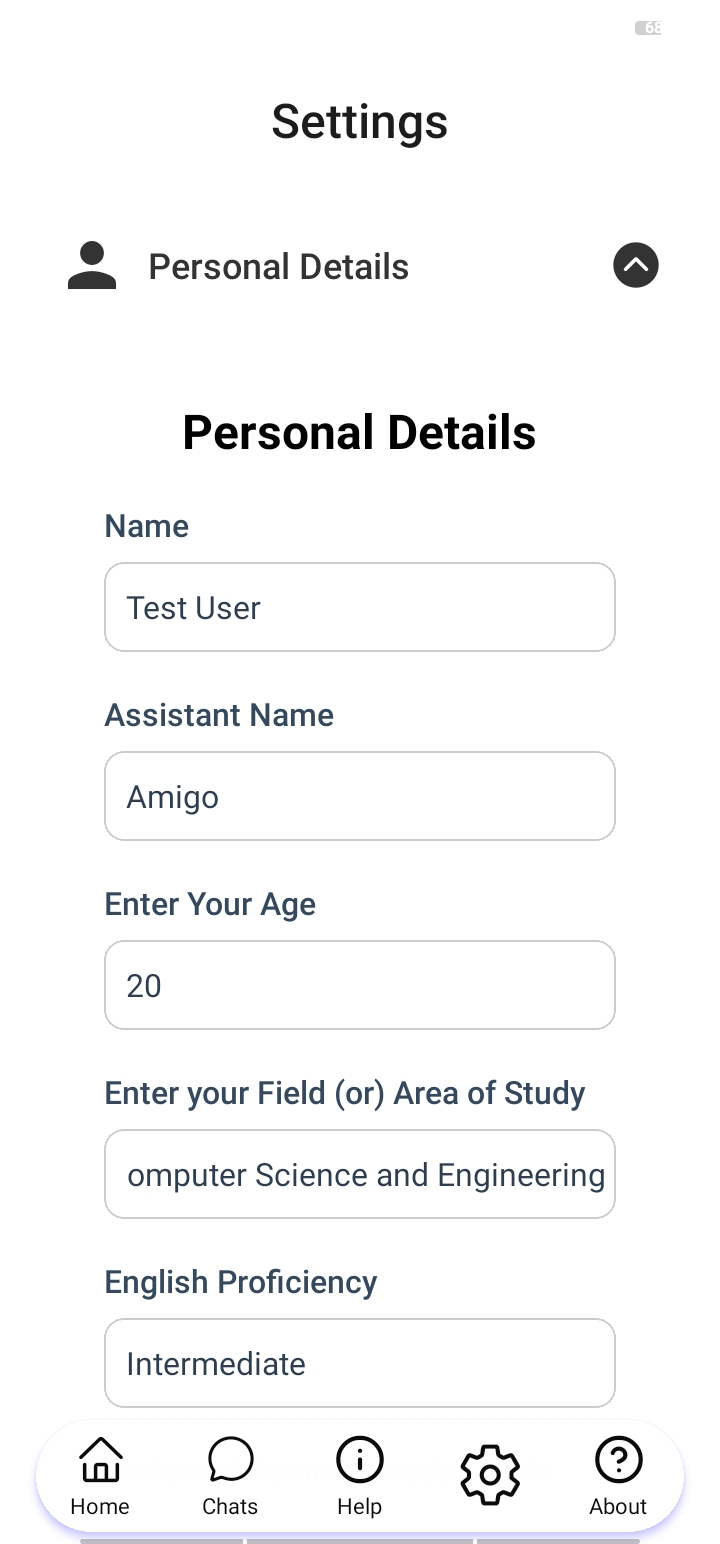 68
Settings
Personal Details
Personal Details
Name
Test User
Assistant Name
Amigo
Enter Your Age
20
Enter your Field (or) Area of Study
omputer Science and Engineering
English Proficiency
Intermediate
Home
Chats
Help
About